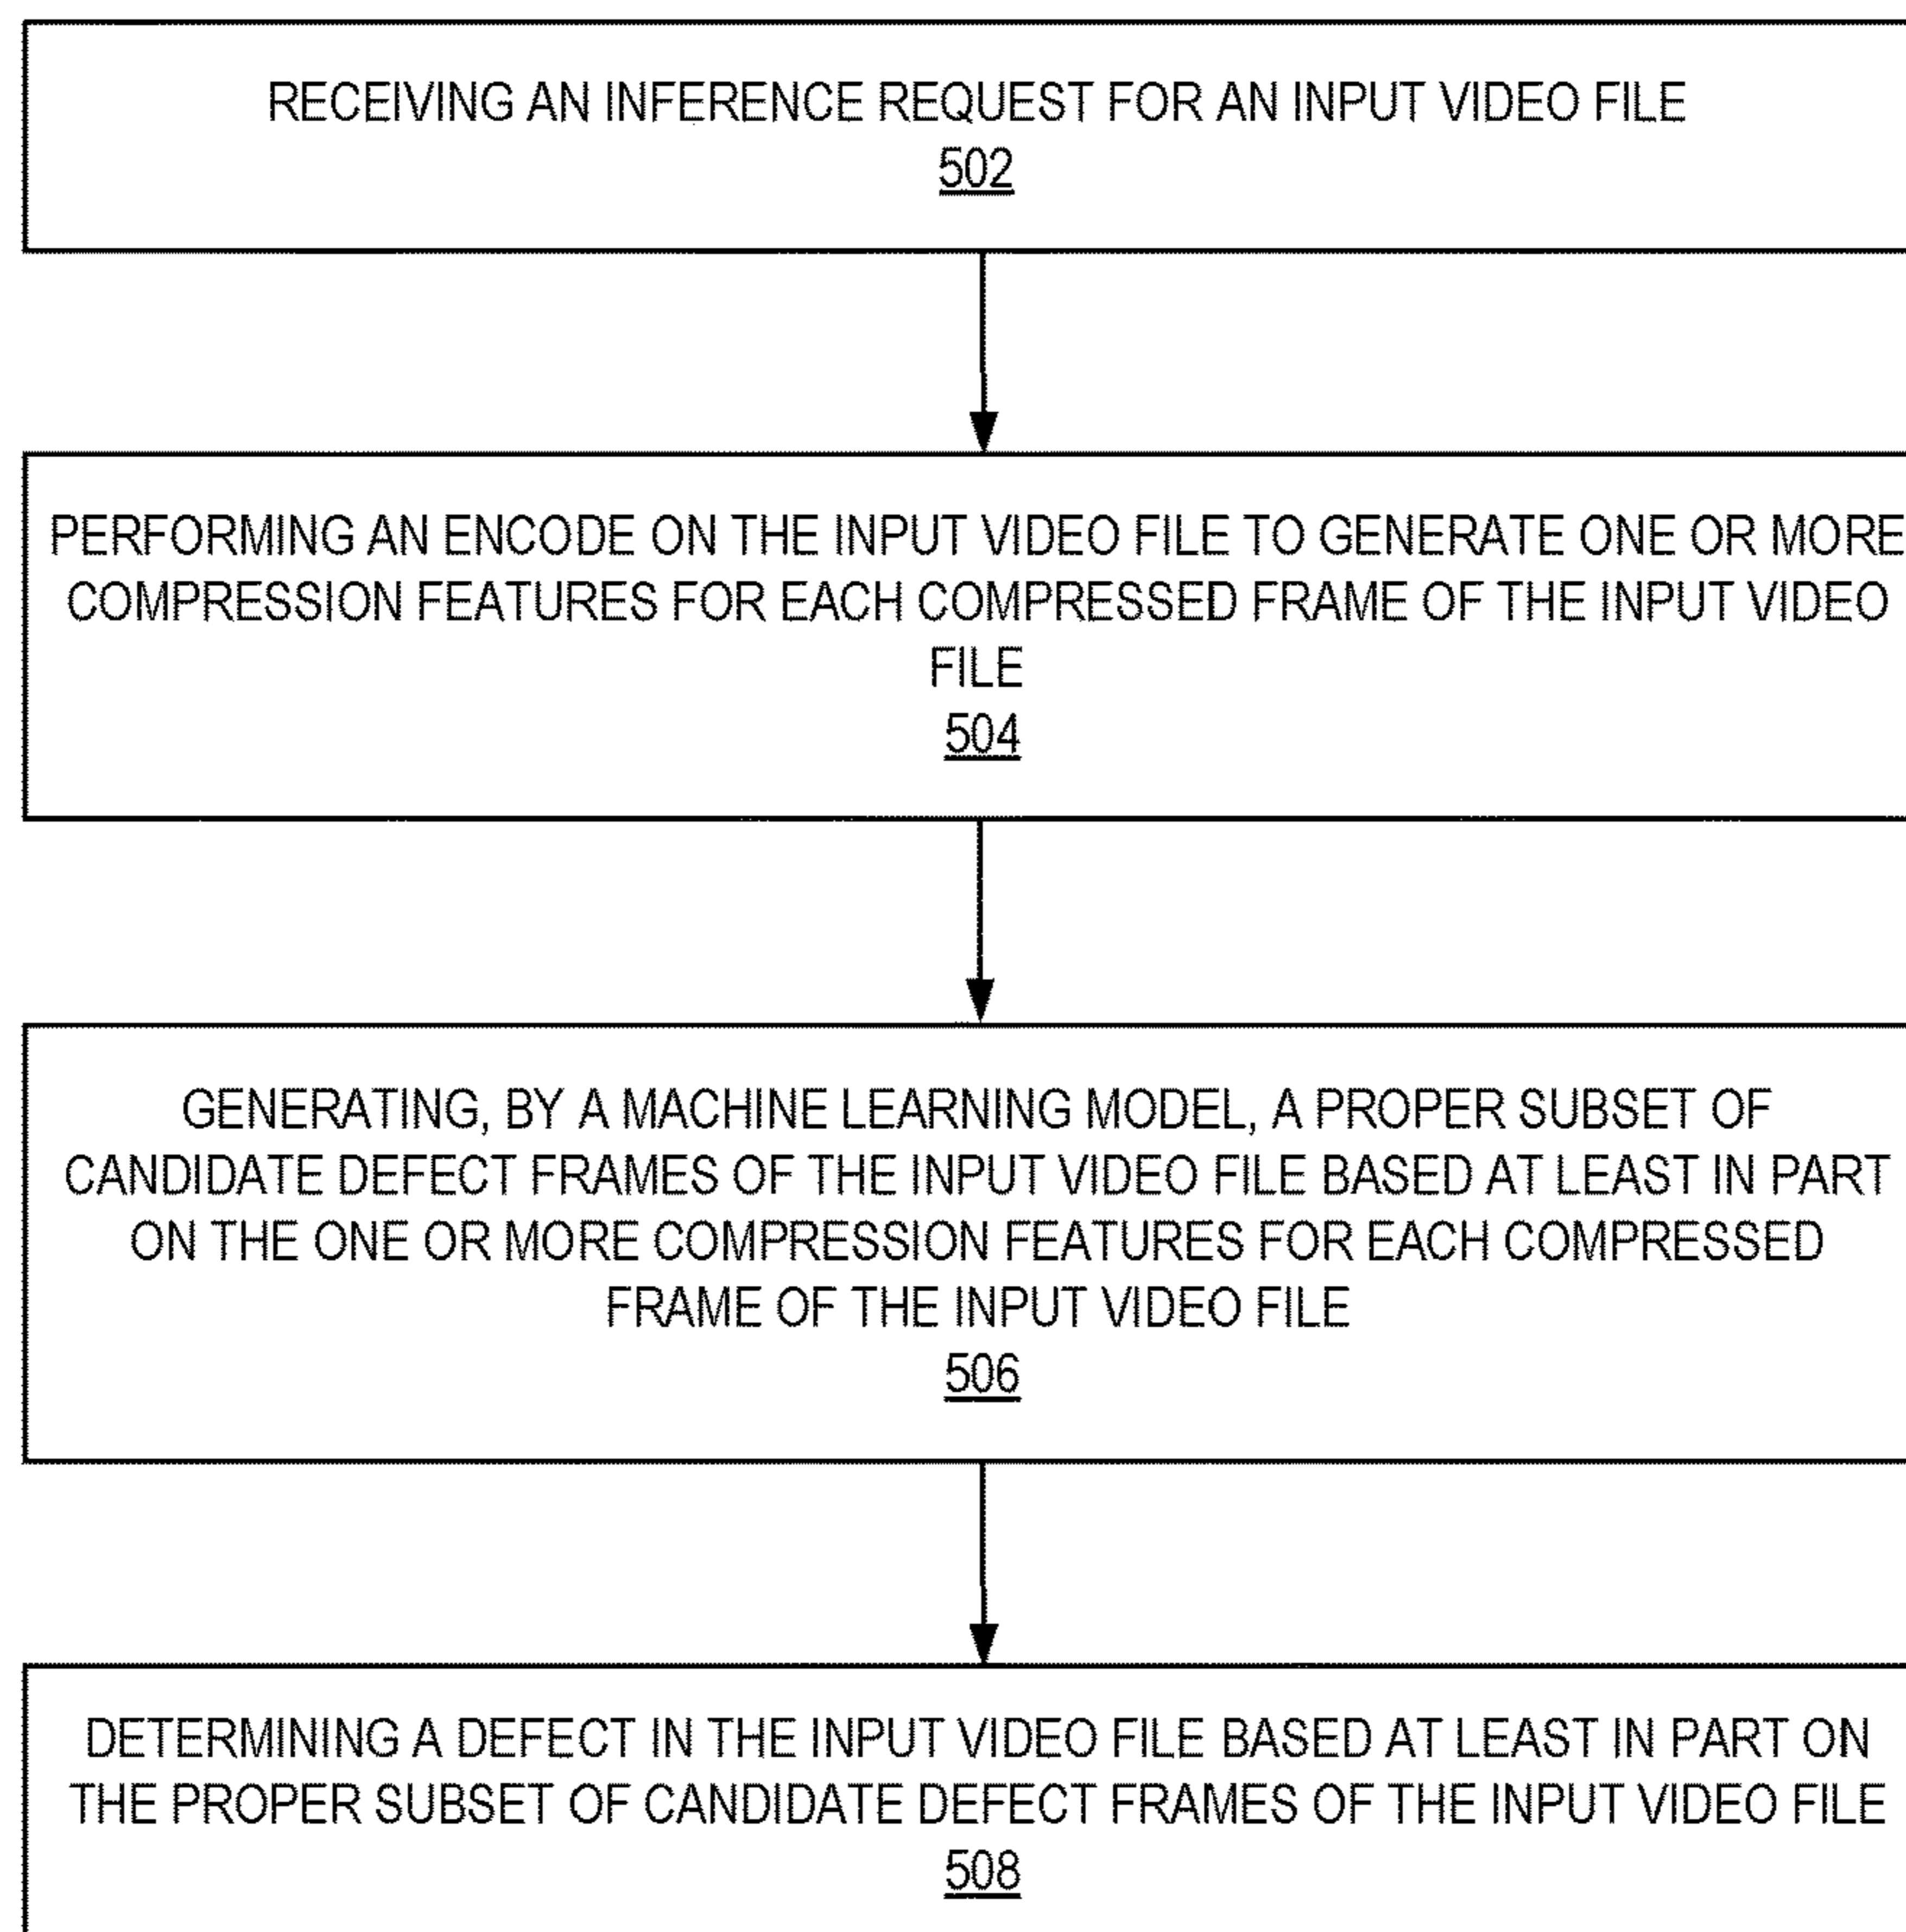 RECEIVING AN INFERENCE REQUEST FOR AN INPUT VIDEO FILE
502
PERFORMING AN ENCODE ON THE INPUT VIDEO FILE TO GENERATE ONE OR MORE
COMPRESSION FEATURES FOR EACH COMPRESSED FRAME OF THE INPUT VIDEO
FILE
504
GENERATING, BY A MACHINE LEARNING MODEL, A PROPER SUBSET OF
CANDIDATE DEFECT FRAMES OF THE INPUT VIDEO FILE BASED AT LEAST IN PART
ON THE ONE OR MORE COMPRESSION FEATURES FOR EACH COMPRESSED
FRAME OF THE INPUT VIDEO FILE
506
DETERMINING A DEFECT IN THE INPUT VIDEO FILE BASED AT LEAST IN PART ON
THE PROPER SUBSET OF CANDIDATE DEFECT FRAMES OF THE INPUT VIDEO FILE
508